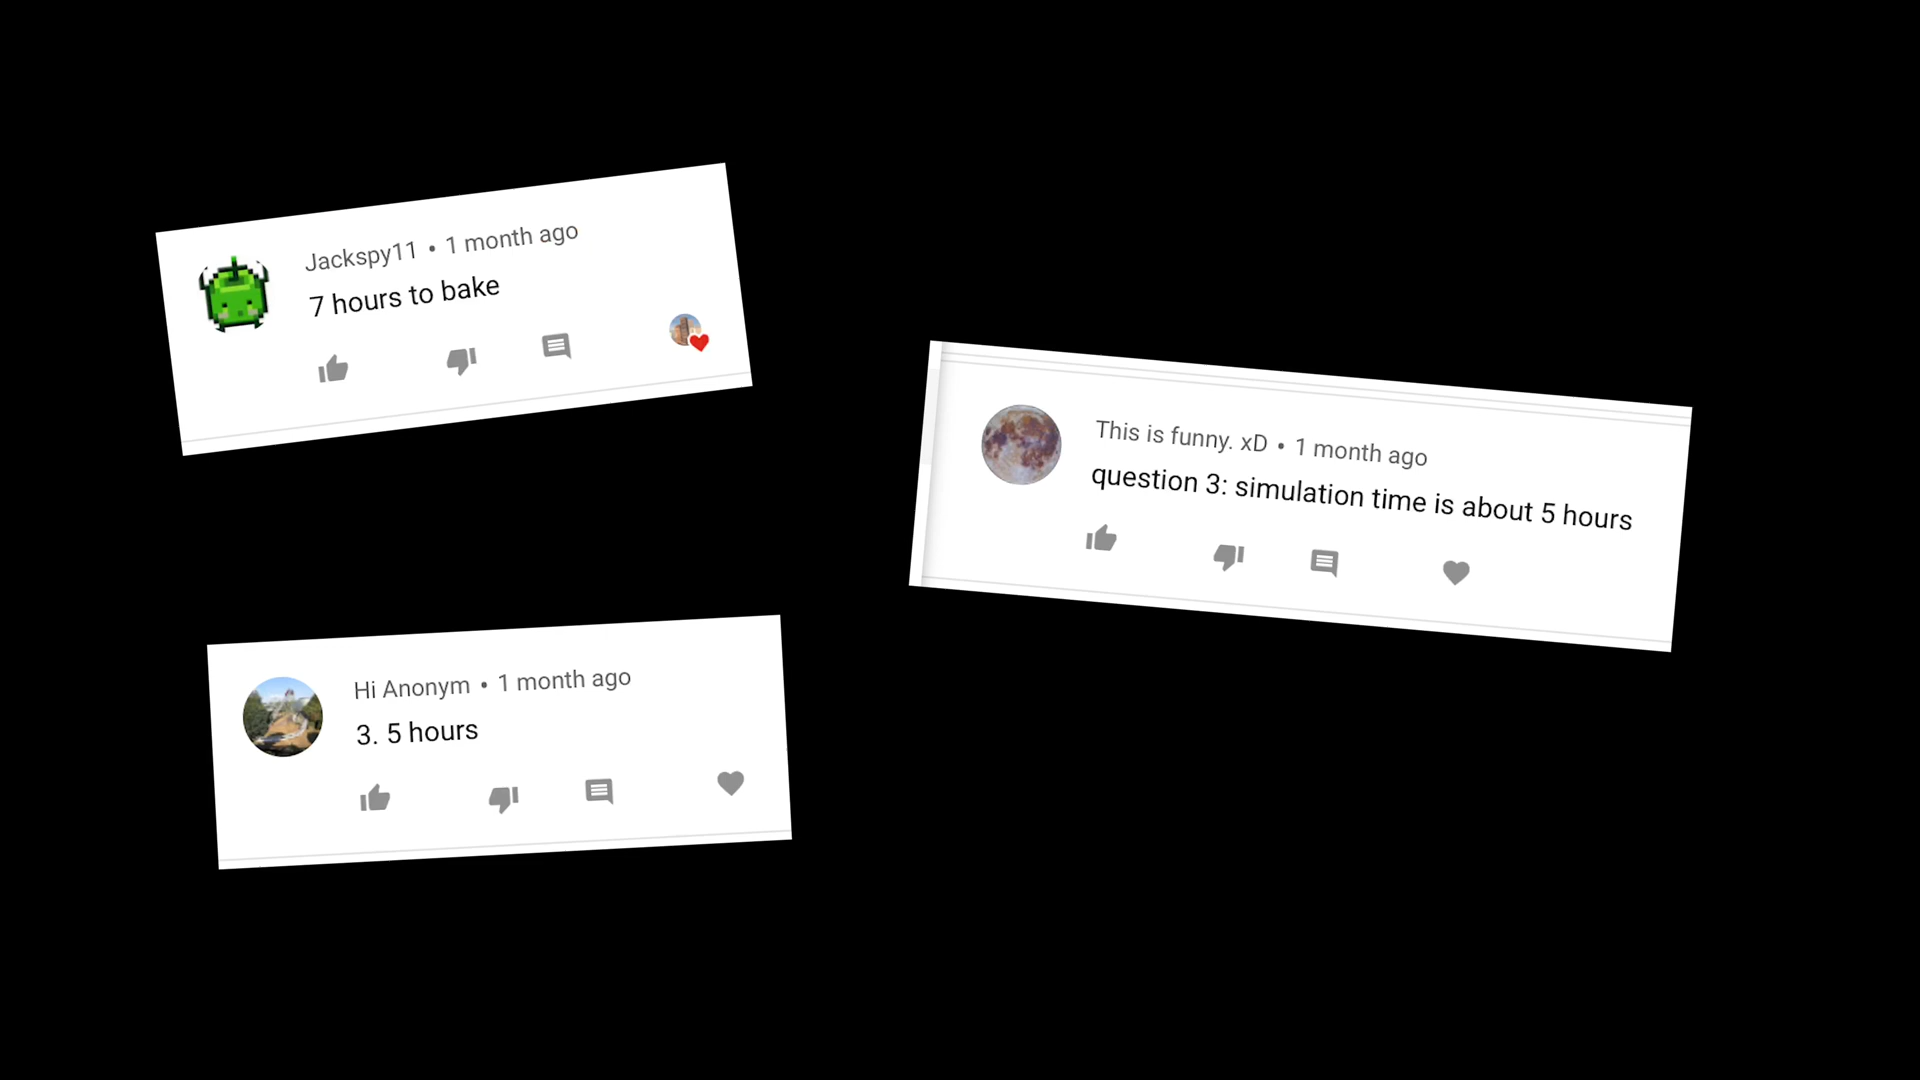 Jackspy11 • 1 month ago
7 hours to bake
This is funny. xD • 1 month ago
question 3: simulation time is about 5 hours
Hi Anonym • 1 month ago
3. 5 hours